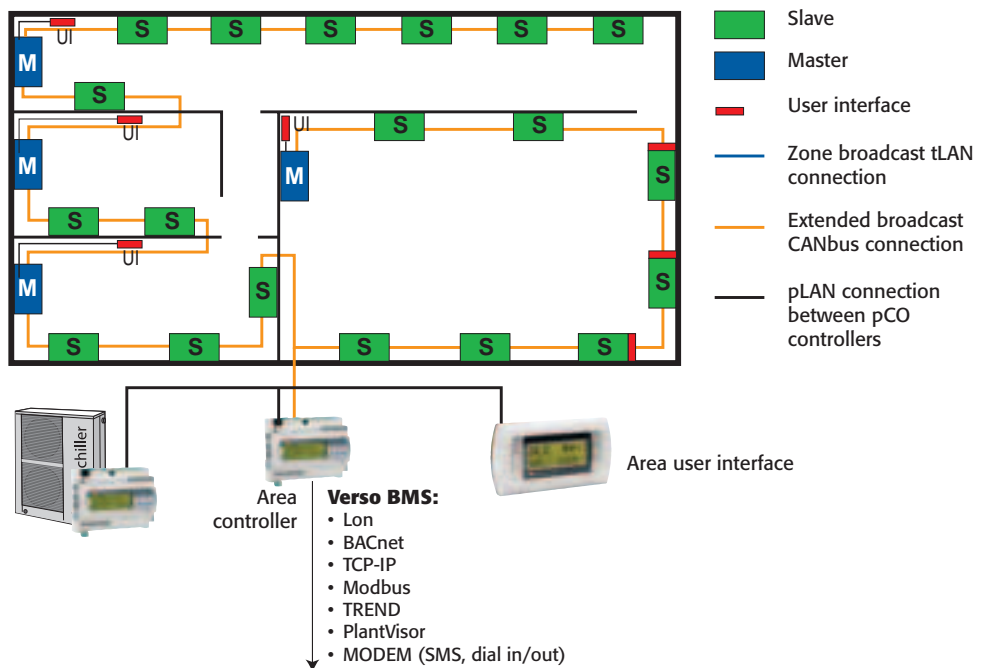 UI
S
S
S
S
S
S
M
S
UI
M
S
S
UI
M
S
S
S
UI
M
S
S
S
S
S
S
S
Slave
Master
User interface
Zone broadcast tLAN
connection
Extended broadcast
CANbus connection
pLAN connection
between pCO
controllers
chiller
Area
controller
Area user interface
Verso BMS:
• Lon
• BACnet
• TCP-IP
• Modbus
• TREND
• PlantVisor
• MODEM (SMS, dial in/out)